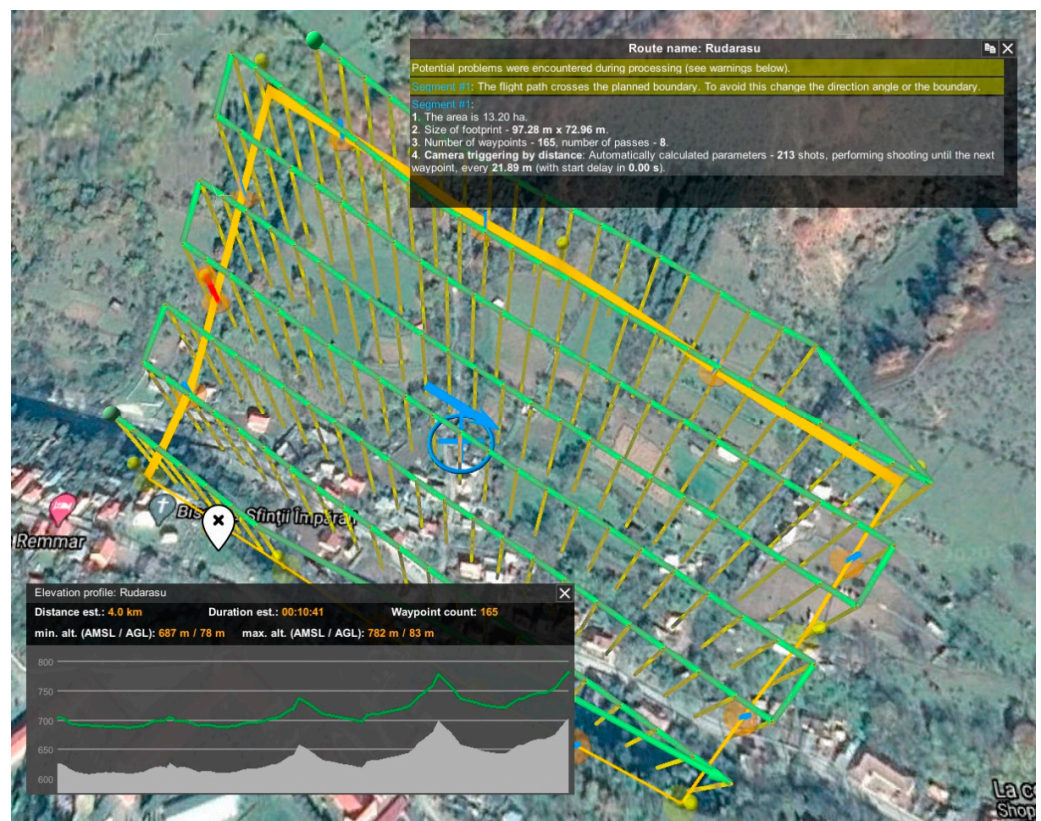 Route name: Rudarasu
Potential problems were encountered during processing (see warnings below).
Segment #1: The flight path crosses the planned boundary. To avoid this change the direction angle or the boundary.
Segment #1:
1. The area is 13.20 ha.
2. Size of footprint - 97.28 m x 72.96 m.
3. Number of waypoints - 165, number of passes - 8.
4. Camera triggering by distance: Automatically calculated parameters - 213 shots, performing shooting until the next
waypoint, every 21.89 m (with start delay in 0.00 s).
Sfinții Împărați
Remmar
Elevation profile: Rudarasu
Distance est.: 4.0 km Duration est.: 00:10:41 Waypoint count: 165
min. alt. (AMSL / AGL): 687 m / 78 m max. alt. (AMSL / AGL): 782 m / 83 m
800
750
700
650
600
La c
Shop